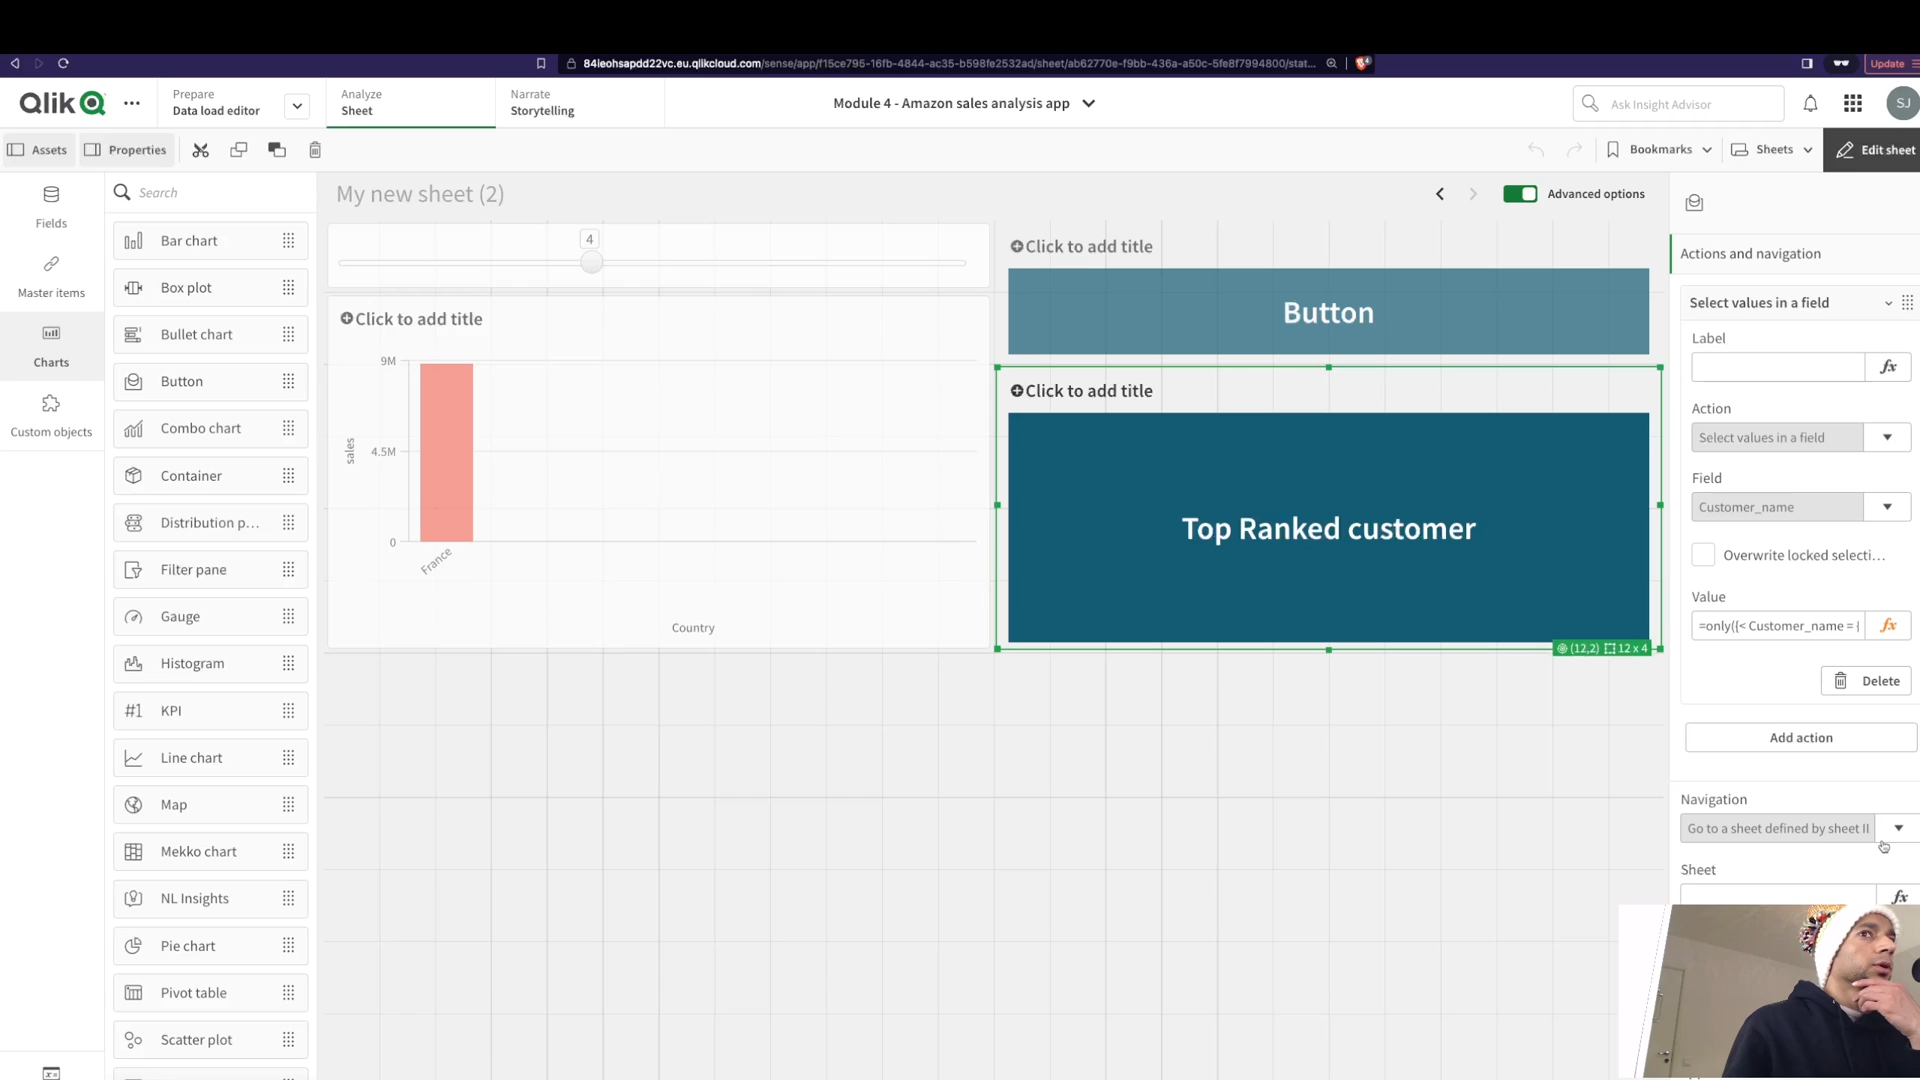 84ieohsapdd22vc.eu.qlikcloud.com/sense/app/f15ce795-16fb-4844-ac35-b598fe2532ad/sheet/ab62770e-f9bb-436a-a50c-5fe8f7994800/stat...
Update
Qlik
Prepare
Data load editor
Analyze
Sheet
Narrate
Storytelling
Module 4 - Amazon sales analysis app
Ask Insight Advisor
SJ
Assets
Properties
Bookmarks
Sheets
Edit sheet
Fields
Master items
Charts
Custom objects
Search
Bar chart
Box plot
Bullet chart
Button
Combo chart
Container
Distribution p...
Filter pane
Gauge
Histogram
#1 KPI
Line chart
Map
Mekko chart
NL Insights
Pie chart
Pivot table
Scatter plot
My new sheet (2)
Advanced options
4
Click to add title
9M
4.5M
0
sales
France
Country
Click to add title
Button
Click to add title
Top Ranked customer
(12,2) 12 x 4
Actions and navigation
Select values in a field
Label
fx
Action
Select values in a field
Field
Customer_name
Overwrite locked selecti...
Value
=only({< Customer_name = {
fx
Delete
Add action
Navigation
Go to a sheet defined by sheet II
Sheet
fx